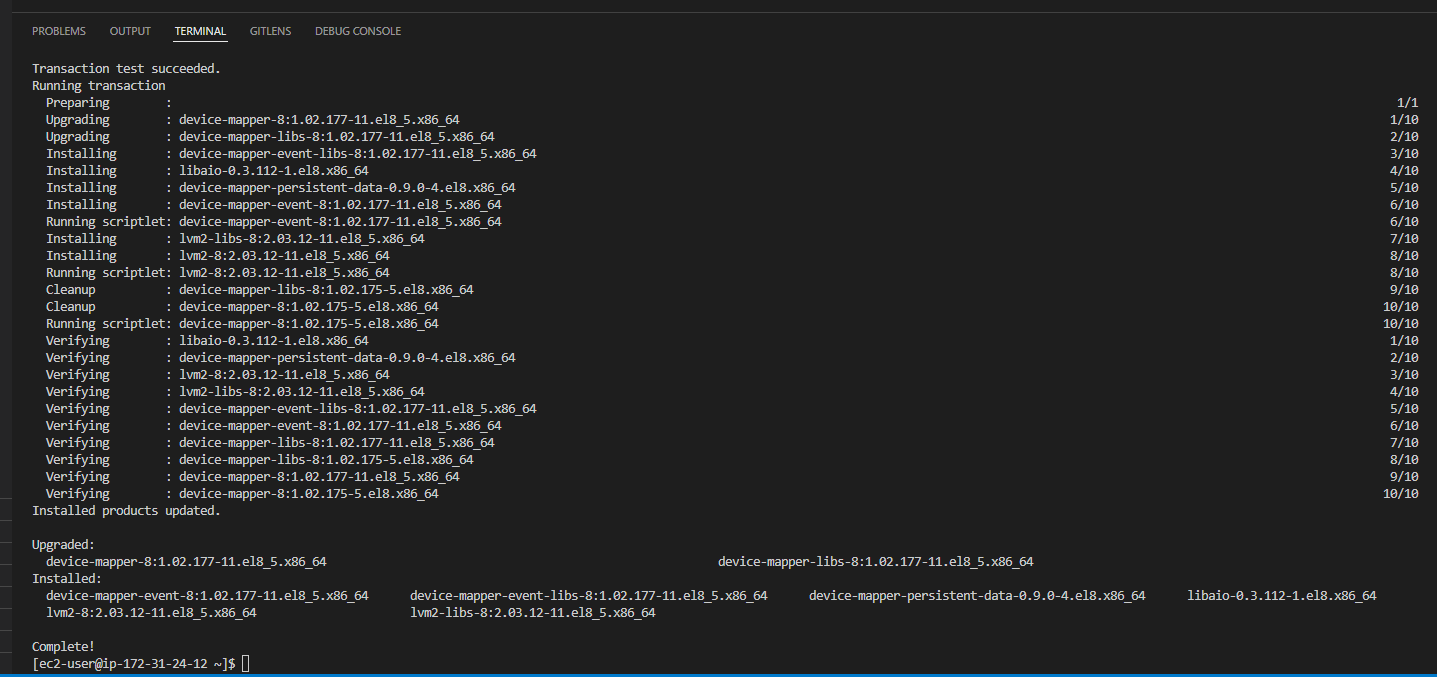 PROBLEMS OUTPUT TERMINAL GITLENS DEBUG CONSOLE
Transaction test succeeded.
Running transaction
Preparing : 1/1
Upgrading : device-mapper-8:1.02.177-11.el8_5.x86_64 1/10
Upgrading : device-mapper-libs-8:1.02.177-11.el8_5.x86_64 2/10
Installing : device-mapper-event-libs-8:1.02.177-11.el8_5.x86_64 3/10
Installing : libaio-0.3.112-1.el8.x86_64 4/10
Installing : device-mapper-persistent-data-0.9.0-4.el8.x86_64 5/10
Installing : device-mapper-event-8:1.02.177-11.el8_5.x86_64 6/10
Running scriptlet: device-mapper-event-8:1.02.177-11.el8_5.x86_64 6/10
Installing : lvm2-libs-8:2.03.12-11.el8_5.x86_64 7/10
Installing : lvm2-8:2.03.12-11.el8_5.x86_64 8/10
Running scriptlet: lvm2-8:2.03.12-11.el8_5.x86_64 8/10
Cleanup : device-mapper-libs-8:1.02.175-5.el8.x86_64 9/10
Cleanup : device-mapper-8:1.02.175-5.el8.x86_64 10/10
Running scriptlet: device-mapper-8:1.02.175-5.el8.x86_64 10/10
Verifying : libaio-0.3.112-1.el8.x86_64 1/10
Verifying : device-mapper-persistent-data-0.9.0-4.el8.x86_64 2/10
Verifying : lvm2-8:2.03.12-11.el8_5.x86_64 3/10
Verifying : lvm2-libs-8:2.03.12-11.el8_5.x86_64 4/10
Verifying : device-mapper-event-libs-8:1.02.177-11.el8_5.x86_64 5/10
Verifying : device-mapper-event-8:1.02.177-11.el8_5.x86_64 6/10
Verifying : device-mapper-libs-8:1.02.177-11.el8_5.x86_64 7/10
Verifying : device-mapper-libs-8:1.02.175-5.el8.x86_64 8/10
Verifying : device-mapper-8:1.02.177-11.el8_5.x86_64 9/10
Verifying : device-mapper-8:1.02.175-5.el8.x86_64 10/10
Installed products updated.
Upgraded:
device-mapper-8:1.02.177-11.el8_5.x86_64 device-mapper-libs-8:1.02.177-11.el8_5.x86_64
Installed:
device-mapper-event-8:1.02.177-11.el8_5.x86_64 device-mapper-event-libs-8:1.02.177-11.el8_5.x86_64 device-mapper-persistent-data-0.9.0-4.el8.x86_64 libaio-0.3.112-1.el8.x86_64
lvm2-8:2.03.12-11.el8_5.x86_64 lvm2-libs-8:2.03.12-11.el8_5.x86_64
Complete!
[ec2-user@ip-172-31-24-12 ~]$